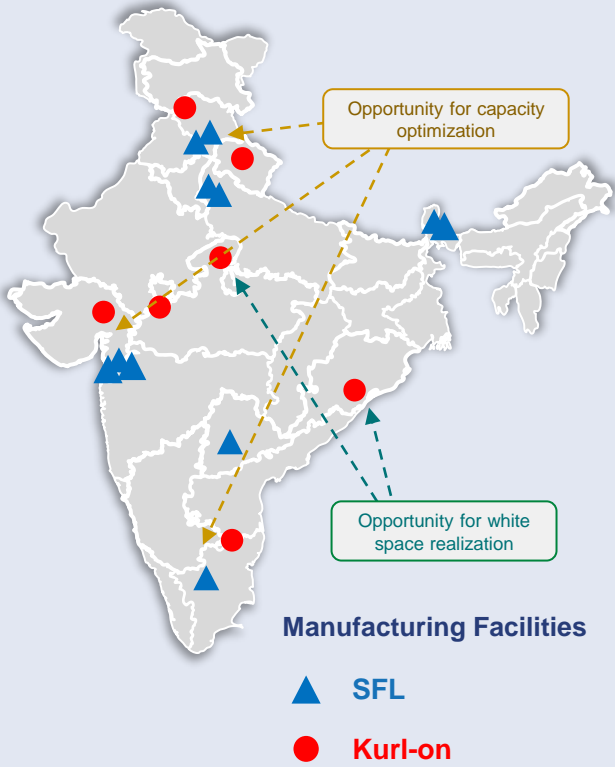 Opportunity for capacity
optimization
Opportunity for white
space realization
Manufacturing Facilities
SFL
Kurl-on